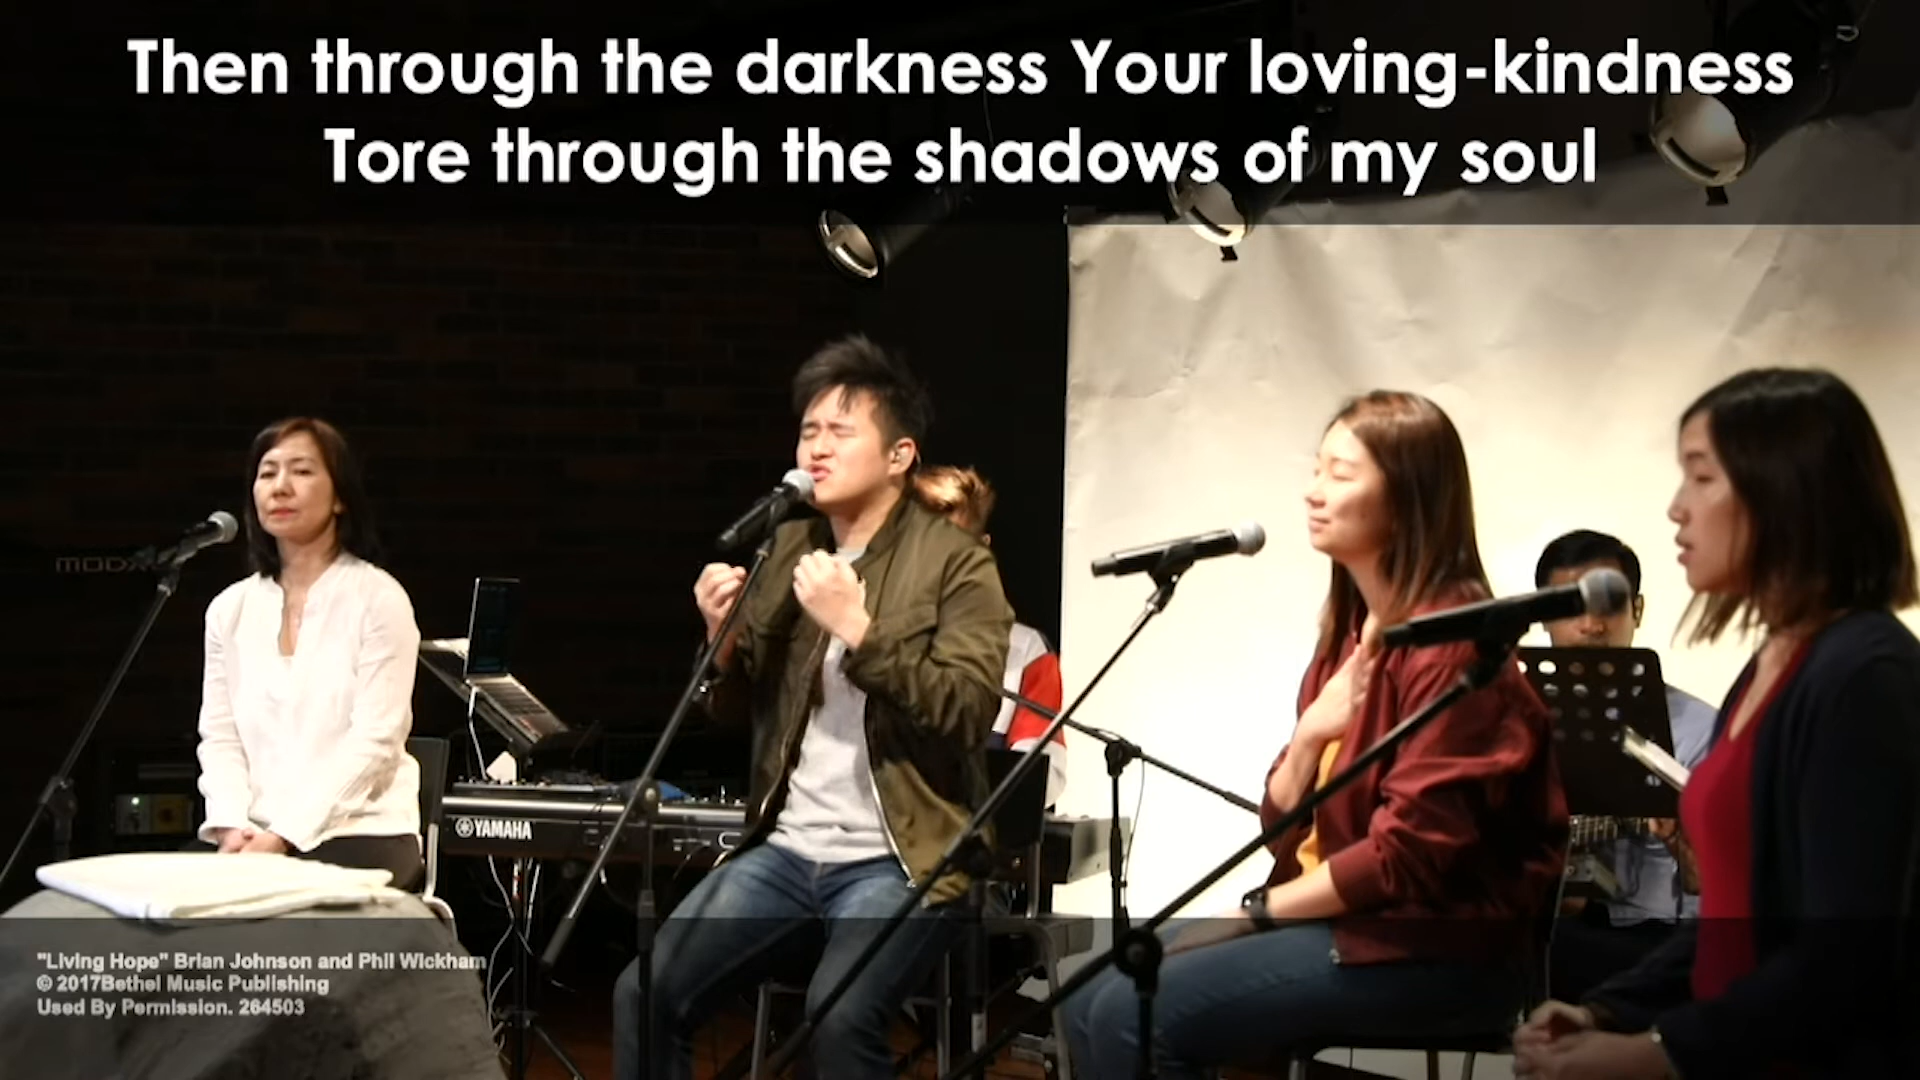 Then through the darkness Your loving-kindness
Tore through the shadows of my soul
YAMAHA
"Living Hope" Brian Johnson and Phil Wickham
© 2017Bethel Music Publishing
Used By Permission. 264503